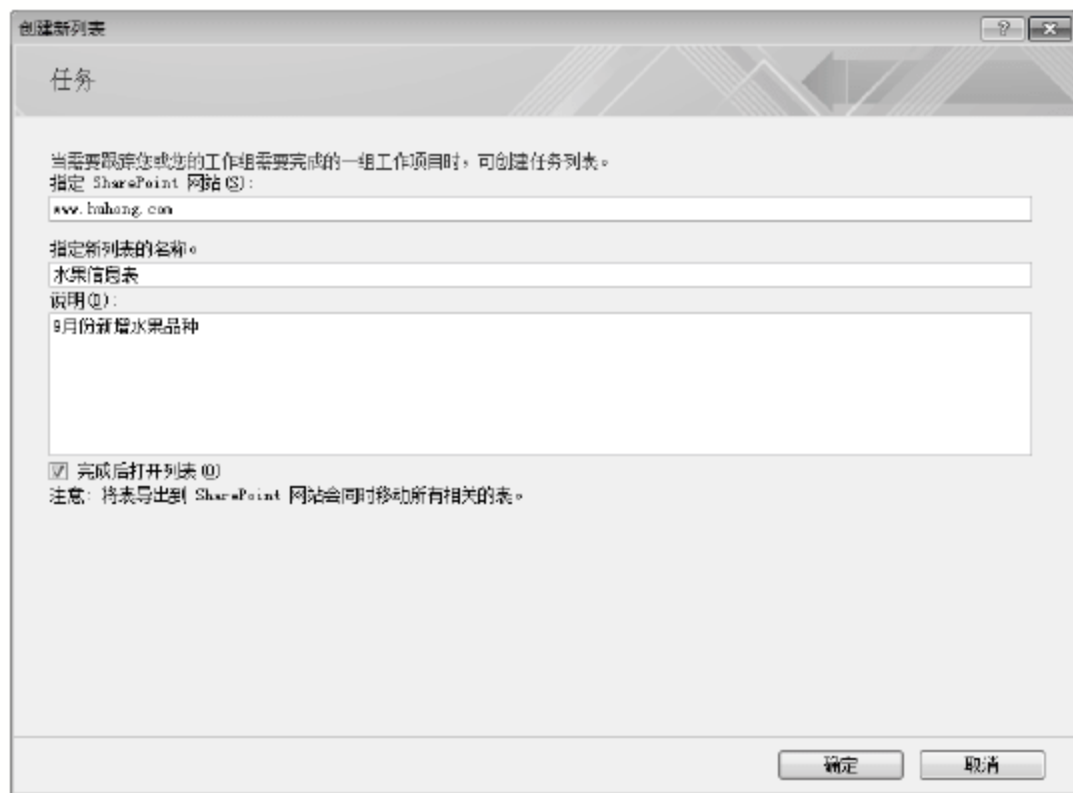 创建新列表
任务
当需要跟踪您或您的工作组需要完成的一组工作项目时，可创建任务列表。
指定 SharePoint 网站(S):
www.huhong.com
指定新列表的名称。
水果信息表
说明(D):
9月份新增水果品种
完成后打开列表(O)
注意: 将表导出到 SharePoint 网站会同时移动所有相关的表。
确定
取消